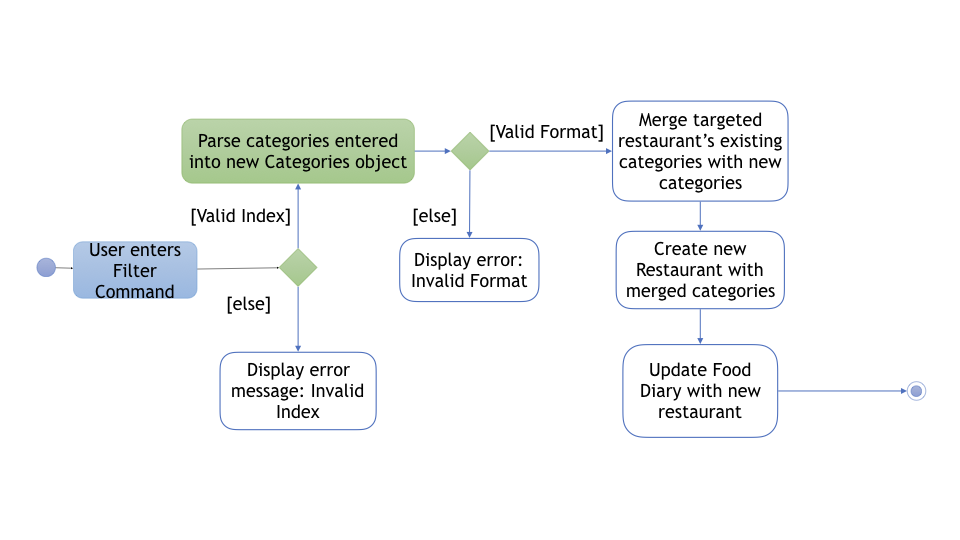 Parse categories entered
into new Categories object
[Valid Format]
Merge targeted
restaurant’s existing
categories with new
categories
[Valid Index]
[else]
User enters
Filter
Command
Display error:
Invalid Format
Create new
Restaurant with
merged categories
[else]
Display error
message: Invalid
Index
Update Food
Diary with new
restaurant